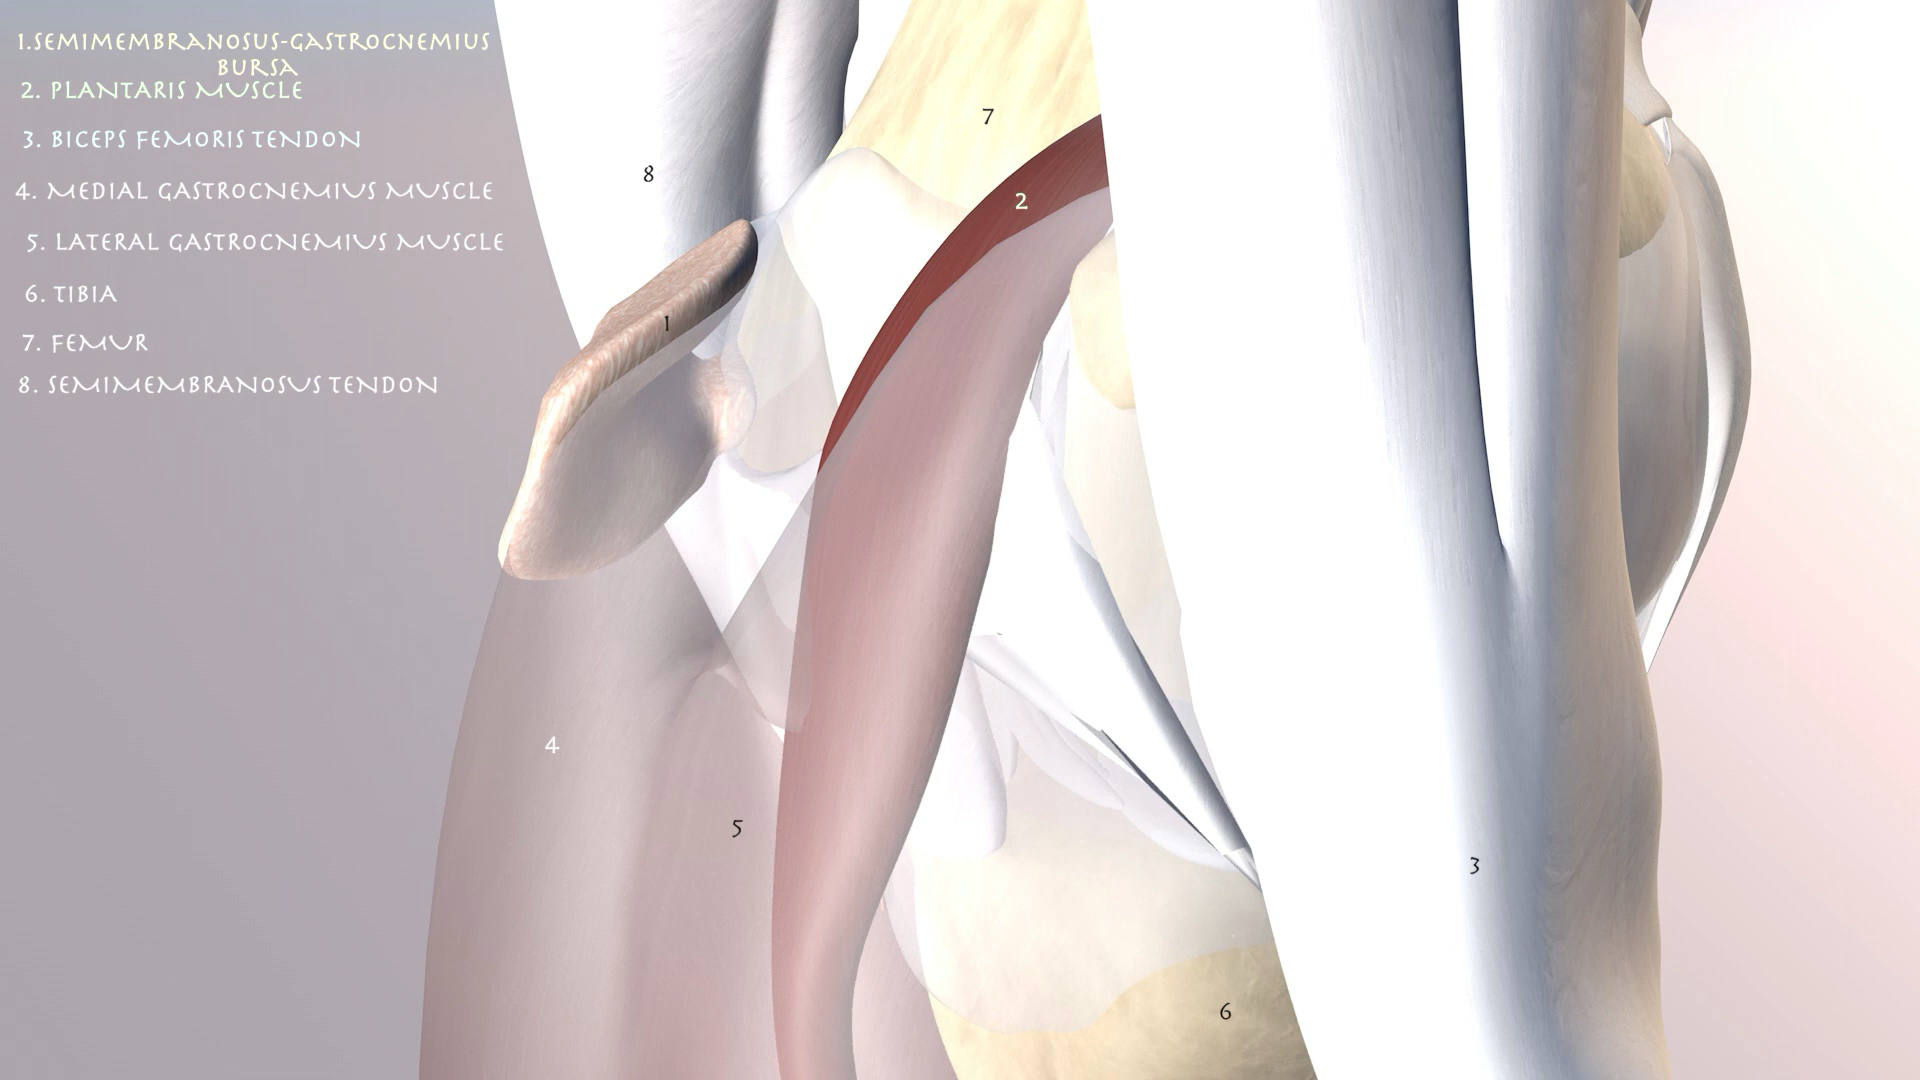 1.SEMIMEMBRANOSUS-GASTROCNEMIUS
BURSA
2. PLANTARIS MUSCLE
3. BICEPS FEMORIS TENDON
4. MEDIAL GASTROCNEMIUS MUSCLE
5. LATERAL GASTROCNEMIUS MUSCLE
6. TIBIA
7. FEMUR
8. SEMIMEMBRANOSUS TENDON
7
8
2
1
4
5
3
6